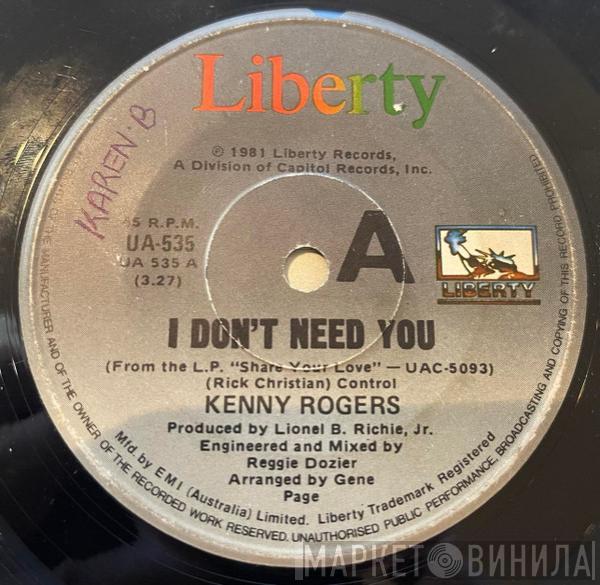 Liberty
℗ 1981 Liberty Records,
A Division of Capitol Records, Inc.
KAREN·B
45 R.P.M.
UA-535
UA 535 A
(3.27)
A
LIBERTY
I DON'T NEED YOU
(From the L.P. "Share Your Love" — UAC-5093)
(Rick Christian) Control
KENNY ROGERS
Produced by Lionel B. Richie, Jr.
Engineered and Mixed by
Reggie Dozier
Arranged by Gene
Page
Mfd. by EMI (Australia) Limited. Liberty Trademark Registered
OF THE MANUFACTURER AND OF THE OWNER OF THE RECORDED WORK RESERVED. UNAUTHORISED PUBLIC PERFORMANCE, BROADCASTING AND COPYING OF THIS RECORD PROHIBITED
МАРКЕТ ВИНИЛА